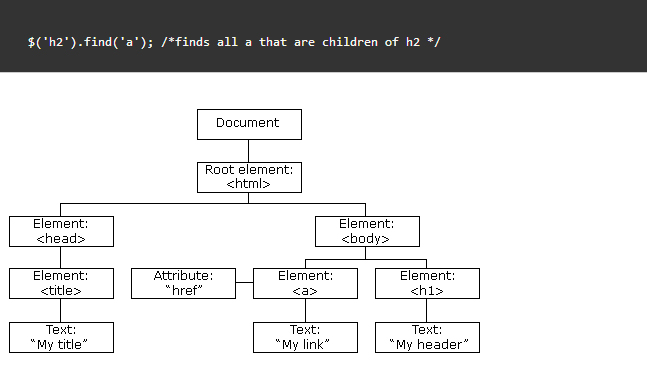 $('h2').find('a'); /*finds all a that are children of h2 */
Document
Root element:
<html>
Element:
<head>
Element:
<body>
Element:
<title>
Attribute:
"href"
Element:
<a>
Element:
<h1>
Text:
"My title"
Text:
"My link"
Text:
"My header"